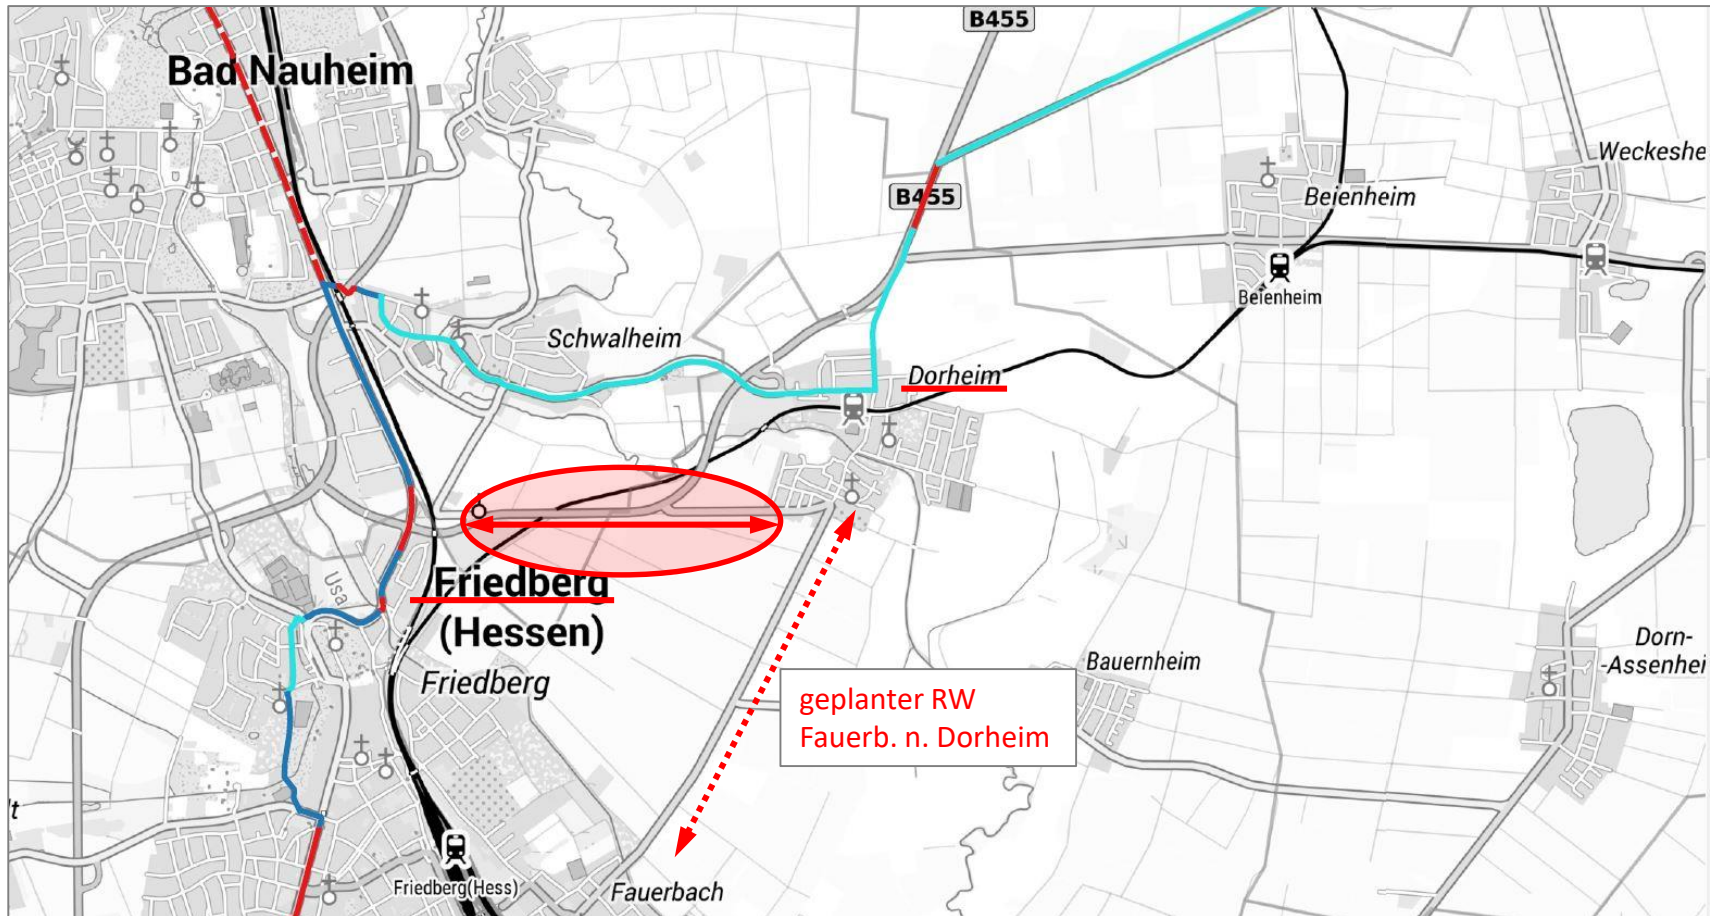 B455
Bad Nauheim
Weckeshe
B455
Beienheim
Beienheim
Schwalheim
Dorheim
Usa
Friedberg
(Hessen)
Friedberg
Dorn-
-Assenhei
Bauernheim
geplanter RW
Fauerb. n. Dorheim
lt
Friedberg(Hess)
Fauerbach